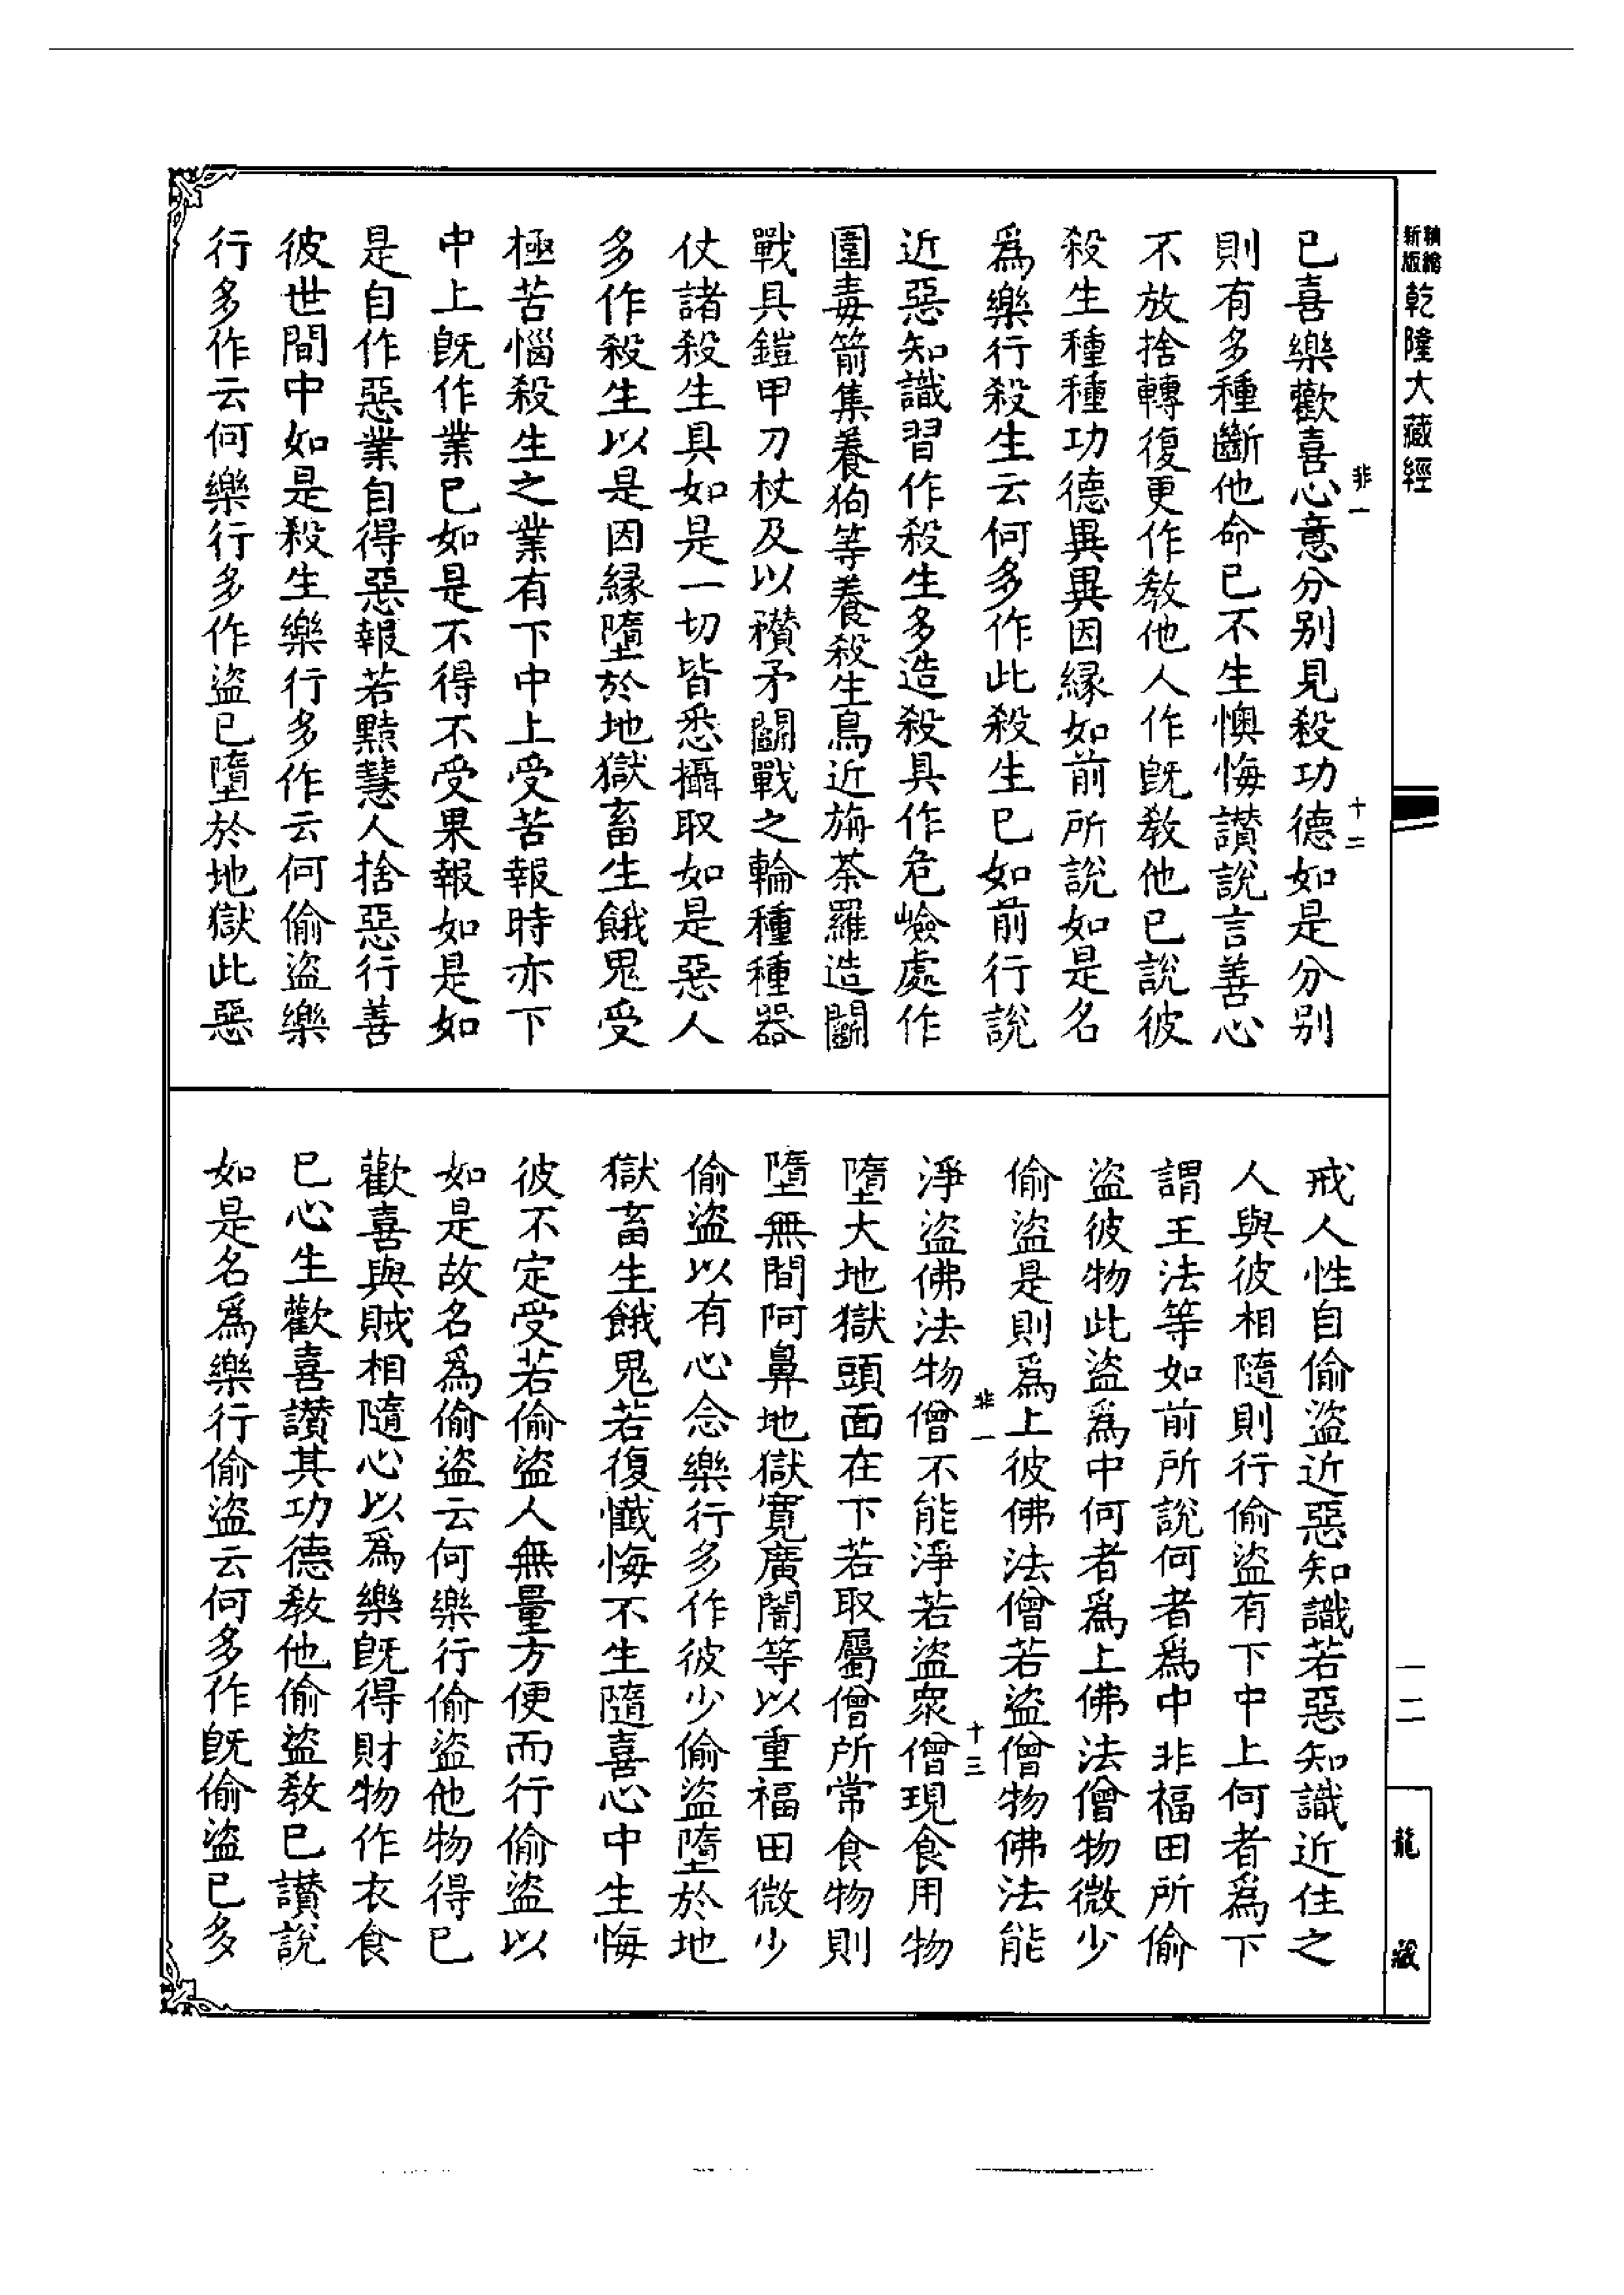 精縮
新版
乾隆大藏經
已喜樂歡喜心意分別見殺功德如是分別
非一
十二
則有多種斷他命已不生懊悔讃說言善心
不放捨轉復更作教他人作旣教他已說彼
殺生種種功德異異因緣如前所說如是名
爲樂行殺生云何多作此殺生已如前行說
近惡知識習作殺生多造殺具作危嶮處作
圍毒箭集養狗等養殺生鳥近旃荼羅造鬬
戰具鎧甲刀杖及以穳矛鬬戰之輪種種器
仗諸殺生具如是一切皆悉攝取如是惡人
多作殺生以是因緣墮於地獄畜生餓鬼受
極苦惱殺生之業有下中上受苦報時亦下
中上旣作業已如是不得不受果報如是如
是自作惡業自得惡報若黠慧人捨惡行善
彼世間中如是殺生樂行多作云何偷盜樂
行多作云何樂行多作盜已墮於地獄此惡
戒人性自偷盜近惡知識若惡知識近住之
人與彼相隨則行偷盜有下中上何者爲下
謂王法等如前所說何者爲中非福田所偷
盜彼物此盜爲中何者爲上佛法僧物微少
偷盜是則爲上彼佛法僧若盜僧物佛法能
淨盜佛法物僧不能淨若盜衆僧現食用物
非一
十三
墮大地獄頭面在下若取屬僧所常食物則
墮無間阿鼻地獄寬廣闇等以重福田微少
偷盜以有心念樂行多作彼少偷盜墮於地
獄畜生餓鬼若復懺悔不生隨喜心中生悔
彼不定受若偷盜人無量方便而行偷盜以
如是故名爲偷盜云何樂行偷盜他物得已
歡喜與賊相隨心以爲樂旣得財物作衣食
已心生歡喜讃其功德教他偷盜教已讃說
如是名爲樂行偷盜云何多作旣偷盜已多
一二
龍藏